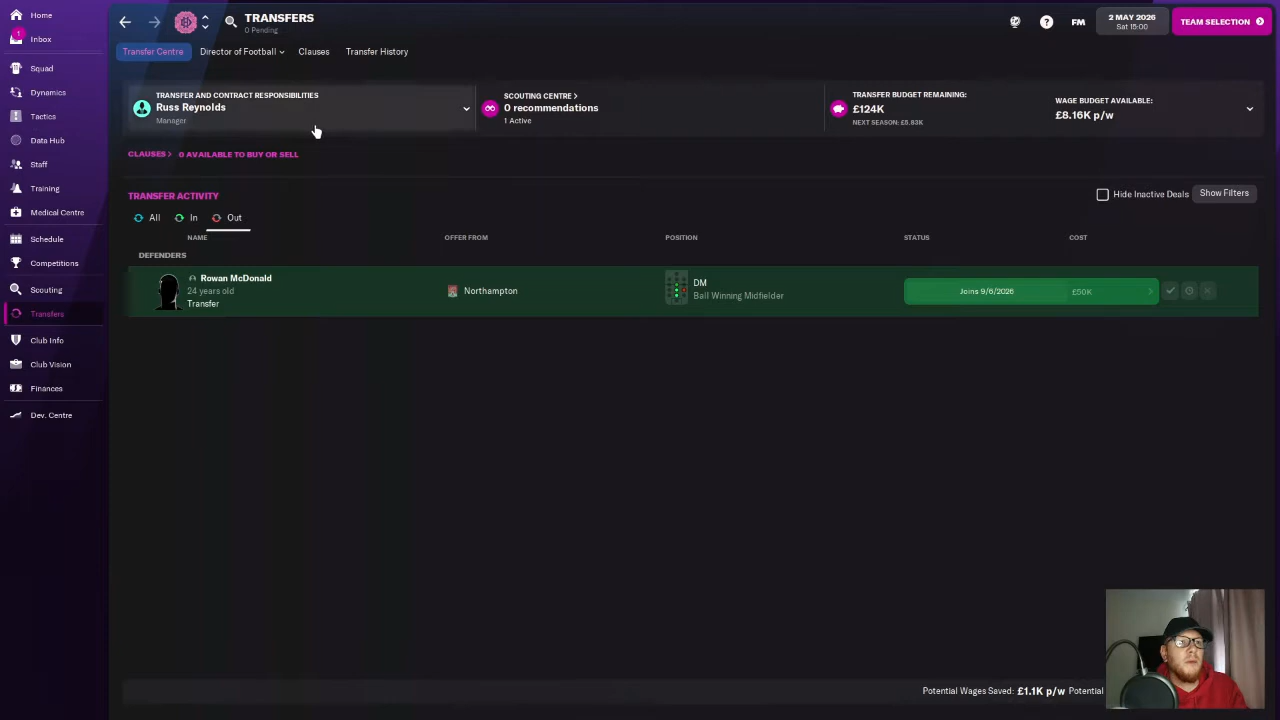 Home
TRANSFERS
0 Pending
2 MAY 2026
Sat 15:00
FM
TEAM SELECTION
1
Inbox
Transfer Centre
Director of Football
Clauses
Transfer History
Squad
Dynamics
Tactics
Data Hub
Staff
Training
Medical Centre
Schedule
Competitions
Scouting
Transfers
Club Info
Club Vision
Finances
Dev. Centre
TRANSFER AND CONTRACT RESPONSIBILITIES
Russ Reynolds
Manager
SCOUTING CENTRE
0 recommendations
1 Active
TRANSFER BUDGET REMAINING:
£124K
NEXT SEASON: £5.83K
WAGE BUDGET AVAILABLE:
£8.16K p/w
CLAUSES 0 AVAILABLE TO BUY OR SELL
TRANSFER ACTIVITY
Hide Inactive Deals
Show Filters
All In Out
NAME OFFER FROM POSITION STATUS COST
DEFENDERS
Rowan McDonald
24 years old
Transfer
Northampton
DM
Ball Winning Midfielder
Joins 9/6/2026
£50K
Potential Wages Saved: £1.1K p/w Potential